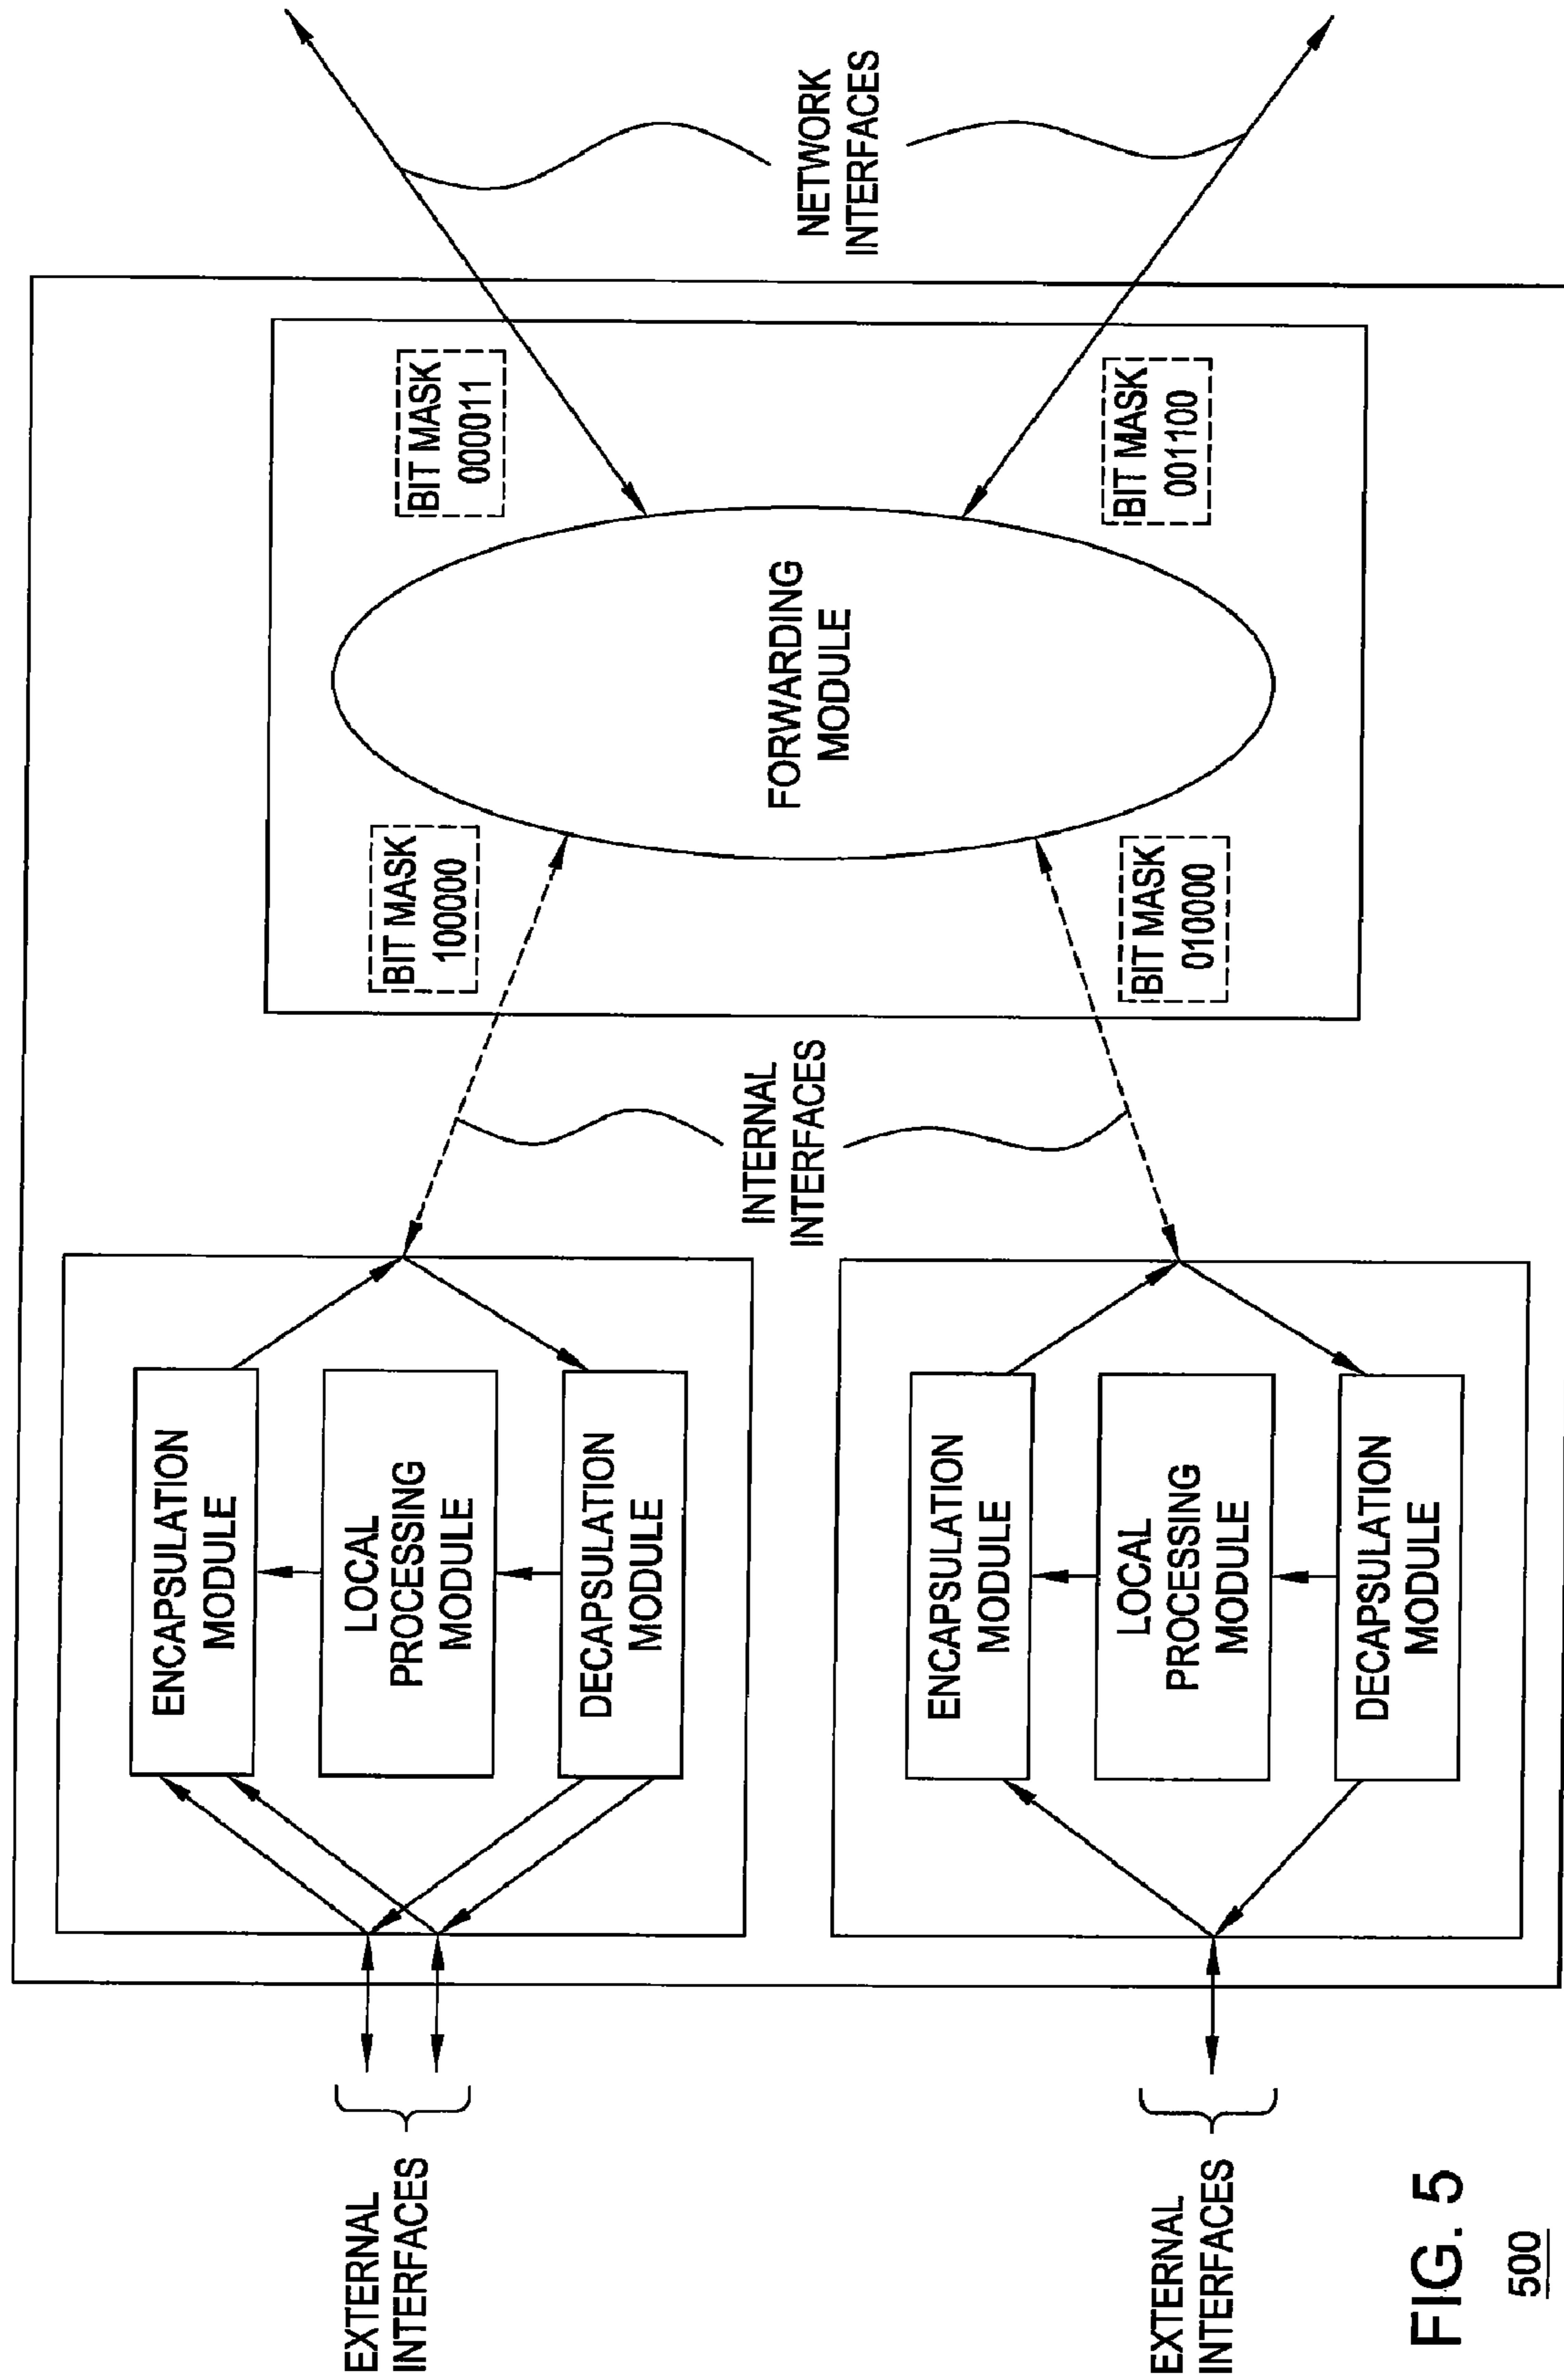 EXTERNAL
INTERFACES
ENCAPSULATION
MODULE
LOCAL
PROCESSING
MODULE
DECAPSULATION
MODULE
INTERNAL
INTERFACES
BIT MASK
100000
BIT MASK
000011
FORWARDING
MODULE
NETWORK
INTERFACES
EXTERNAL
INTERFACES
ENCAPSULATION
MODULE
LOCAL
PROCESSING
MODULE
DECAPSULATION
MODULE
BIT MASK
010000
BIT MASK
001100
FIG. 5
500